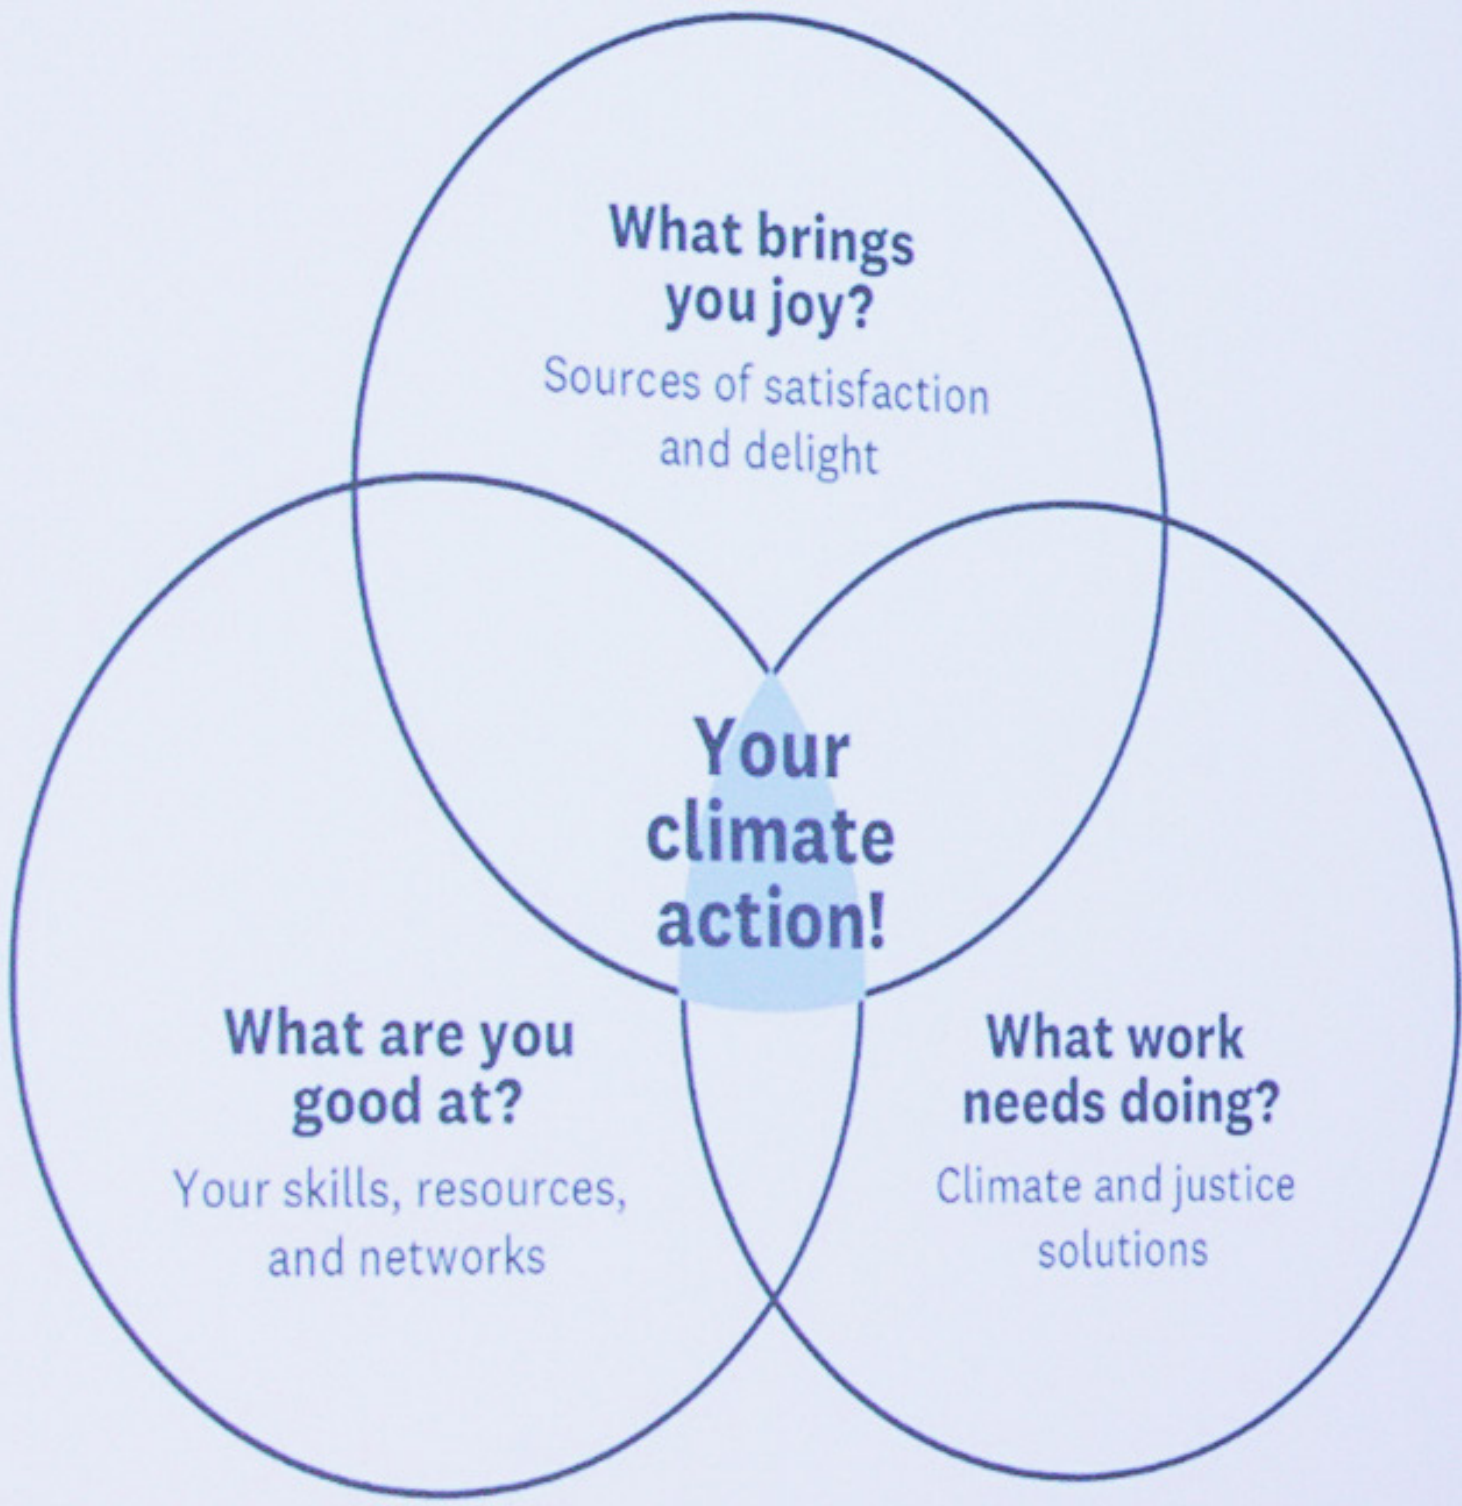 What brings
you joy?
Sources of satisfaction
and delight
Your
climate
action!
What are you
good at?
Your skills, resources,
and networks
What work
needs doing?
Climate and justice
solutions